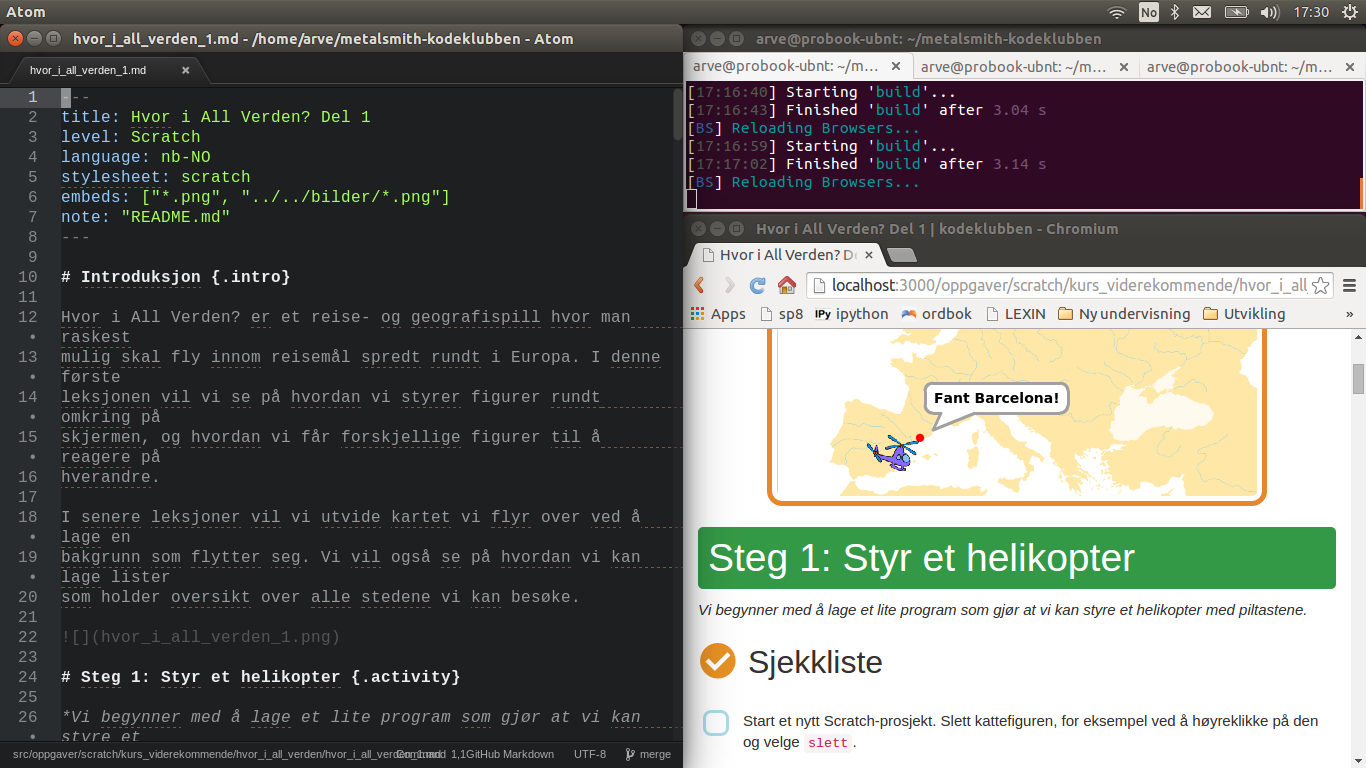 Atom
No
17:30
hvor_i_all_verden_1.md - /home/arve/metalsmith-kodeklubben - Atom
hvor_i_all_verden_1.md
1 ---
2 title: Hvor i All Verden? Del 1
3 level: Scratch
4 language: nb-NO
5 stylesheet: scratch
6 embeds: ["*.png", "../../bilder/*.png"]
7 note: "README.md"
8 ---
9
10 # Introduksjon {.intro}
11
12 Hvor i All Verden? er et reise- og geografispill hvor man
• raskest
13 mulig skal fly innom reisemål spredt rundt i Europa. I denne
• første
14 leksjonen vil vi se på hvordan vi styrer figurer rundt
• omkring på
15 skjermen, og hvordan vi får forskjellige figurer til å
• reagere på
16 hverandre.
17
18 I senere leksjoner vil vi utvide kartet vi flyr over ved å
• lage en
19 bakgrunn som flytter seg. Vi vil også se på hvordan vi kan
• lage lister
20 som holder oversikt over alle stedene vi kan besøke.
21
22 ![](hvor_i_all_verden_1.png)
23
24 # Steg 1: Styr et helikopter {.activity}
25
26 *Vi begynner med å lage et lite program som gjør at vi kan
• styre et
src/oppgaver/scratch/kurs_viderekommende/hvor_i_all_verden/hvor_i_all_verden_1.md
Command 1,1 GitHub Markdown UTF-8 merge
arve@probook-ubnt: ~/metalsmith-kodeklubben
arve@probook-ubnt: ~/m... × arve@probook-ubnt: ~/m... × arve@probook-ubnt: ~/m... ×
[17:16:40] Starting 'build'...
[17:16:43] Finished 'build' after 3.04 s
[BS] Reloading Browsers...
[17:16:59] Starting 'build'...
[17:17:02] Finished 'build' after 3.14 s
[BS] Reloading Browsers...
Hvor i All Verden? Del 1 | kodeklubben - Chromium
Hvor i All Verden? De
localhost:3000/oppgaver/scratch/kurs_viderekommende/hvor_i_all_
Apps sp8 IPy ipython ordbok LEXIN Ny undervisning Utvikling »
Fant Barcelona!
Steg 1: Styr et helikopter
Vi begynner med å lage et lite program som gjør at vi kan styre et helikopter med piltastene.
Sjekkliste
Start et nytt Scratch-prosjekt. Slett kattefiguren, for eksempel ved å høyreklikke på den
og velge slett.